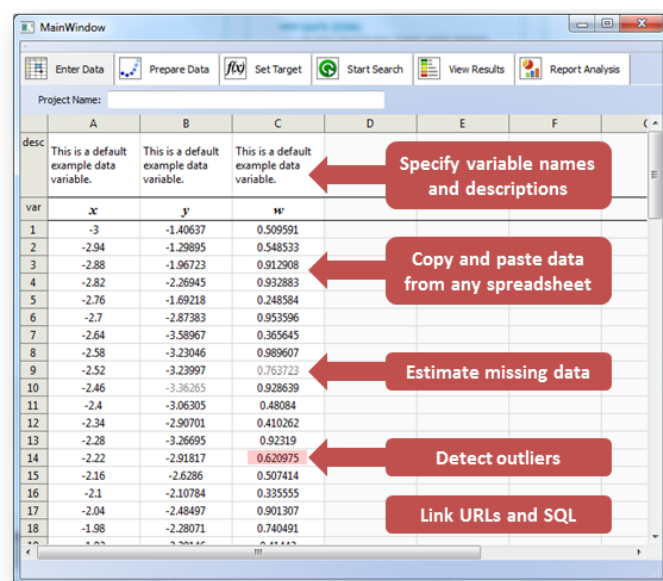 MainWindow
Enter Data Prepare Data f(x) Set Target Start Search View Results Report Analysis
Project Name:
A B C D E F
desc This is a default example data variable. This is a default example data variable. This is a default example data variable.
Specify variable names
and descriptions
var x y w
1 -3 -1.40637 0.509591
2 -2.94 -1.29895 0.548533
3 -2.88 -1.96723 0.912908
4 -2.82 -2.26945 0.932883
5 -2.76 -1.69218 0.248584
6 -2.7 -2.87383 0.953596
7 -2.64 -3.58967 0.365645
8 -2.58 -3.23046 0.989607
9 -2.52 -3.23997 0.763723
10 -2.46 -3.36265 0.928639
11 -2.4 -3.06305 0.48084
12 -2.34 -2.90701 0.410262
13 -2.28 -3.26695 0.92319
14 -2.22 -2.91817 0.620975
15 -2.16 -2.6286 0.507414
16 -2.1 -2.10784 0.335555
17 -2.04 -2.48497 0.901307
18 -1.98 -2.28071 0.740491
Copy and paste data
from any spreadsheet
Estimate missing data
Detect outliers
Link URLs and SQL